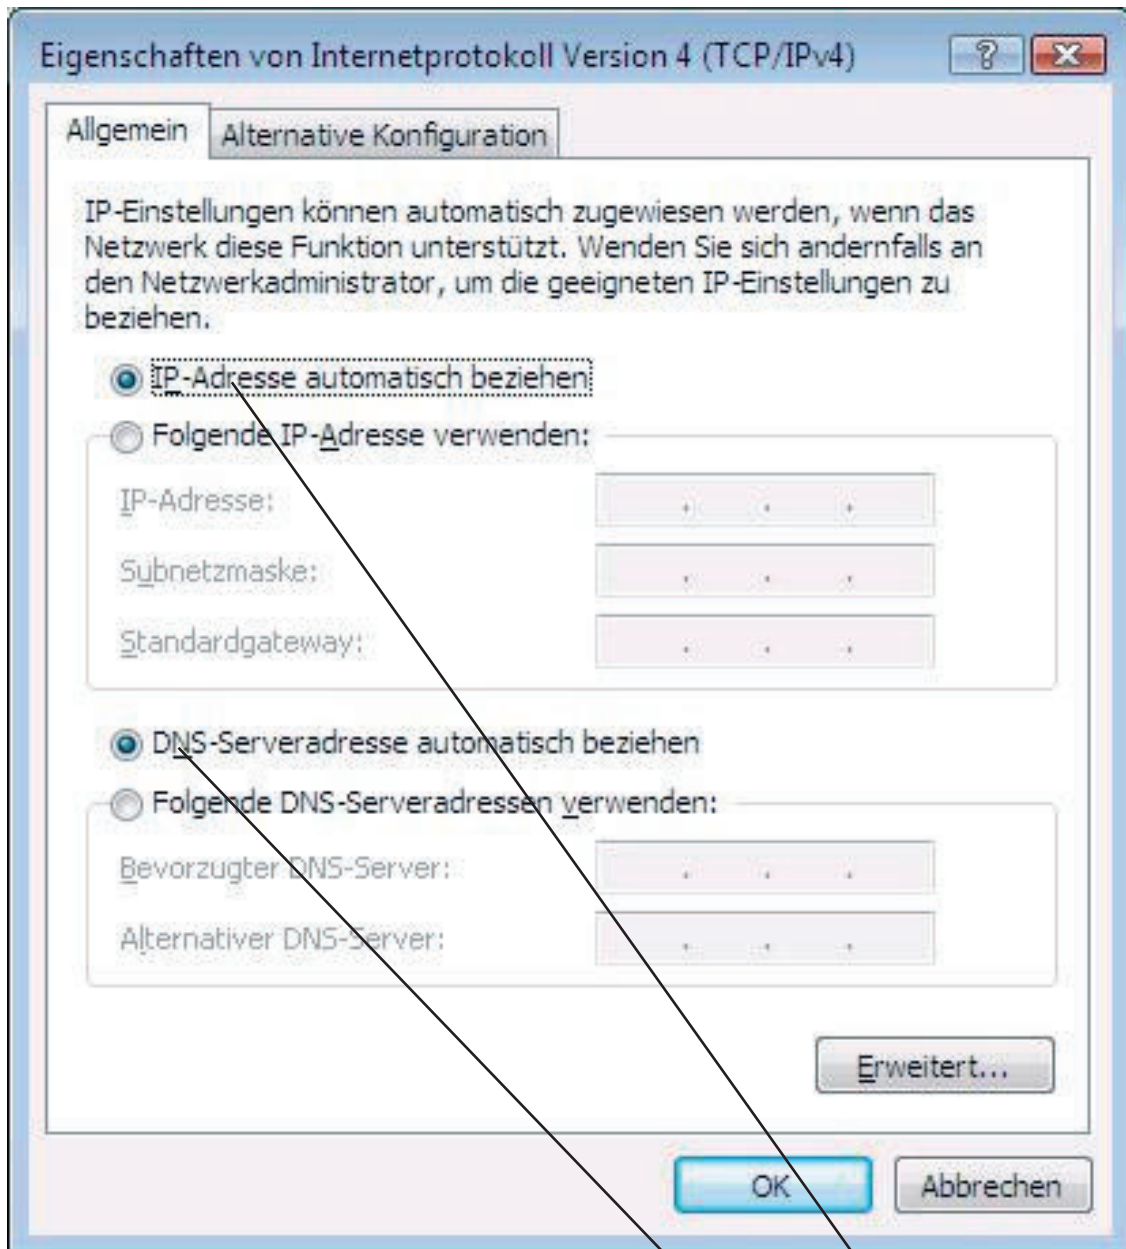 Eigenschaften von Internetprotokoll Version 4 (TCP/IPv4)
Allgemein
Alternative Konfiguration
IP-Einstellungen können automatisch zugewiesen werden, wenn das
Netzwerk diese Funktion unterstützt. Wenden Sie sich andernfalls an
den Netzwerkadministrator, um die geeigneten IP-Einstellungen zu
beziehen.
IP-Adresse automatisch beziehen
Folgende IP-Adresse verwenden:
IP-Adresse:
Subnetzmaske:
Standardgateway:
DNS-Serveradresse automatisch beziehen
Folgende DNS-Serveradressen verwenden:
Bevorzugter DNS-Server:
Alternativer DNS-Server:
Erweitert...
OK
Abbrechen